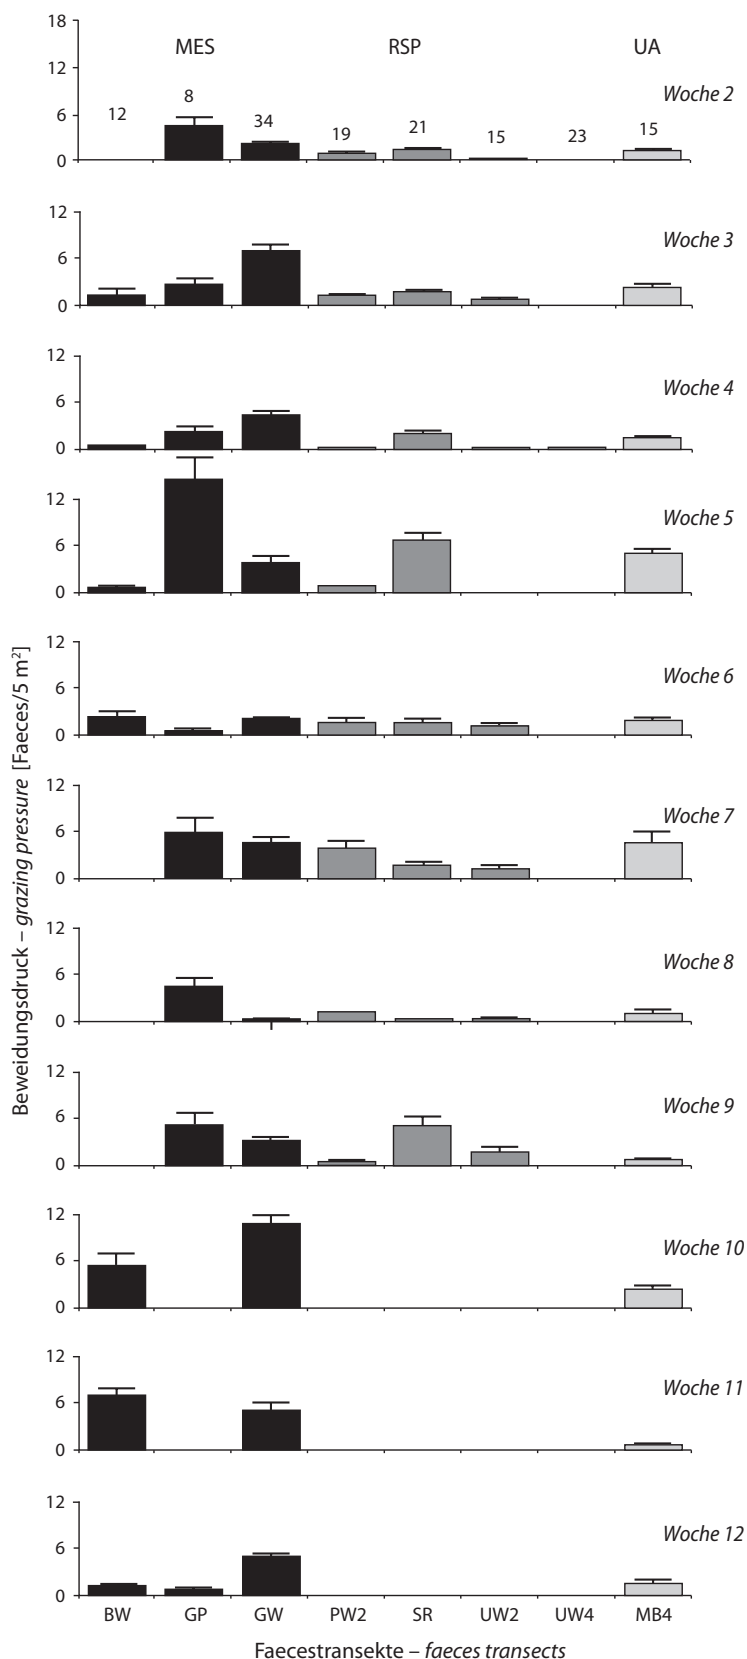 18
MES RSP UA
12
Woche 2
8
12 34 19 21 15 23 15
6
0
12
Woche 3
6
0
12
Woche 4
6
0
12
Woche 5
6
0
12
Woche 6
6
0
12
Woche 7
6
0
12
Woche 8
6
0
12
Woche 9
6
0
12
Woche 10
6
0
12
Woche 11
6
0
12
Woche 12
6
0
Beweidungsdruck – grazing pressure [Faeces/5 m²]
BW GP GW PW2 SR UW2 UW4 MB4
Faecestransekte – faeces transects